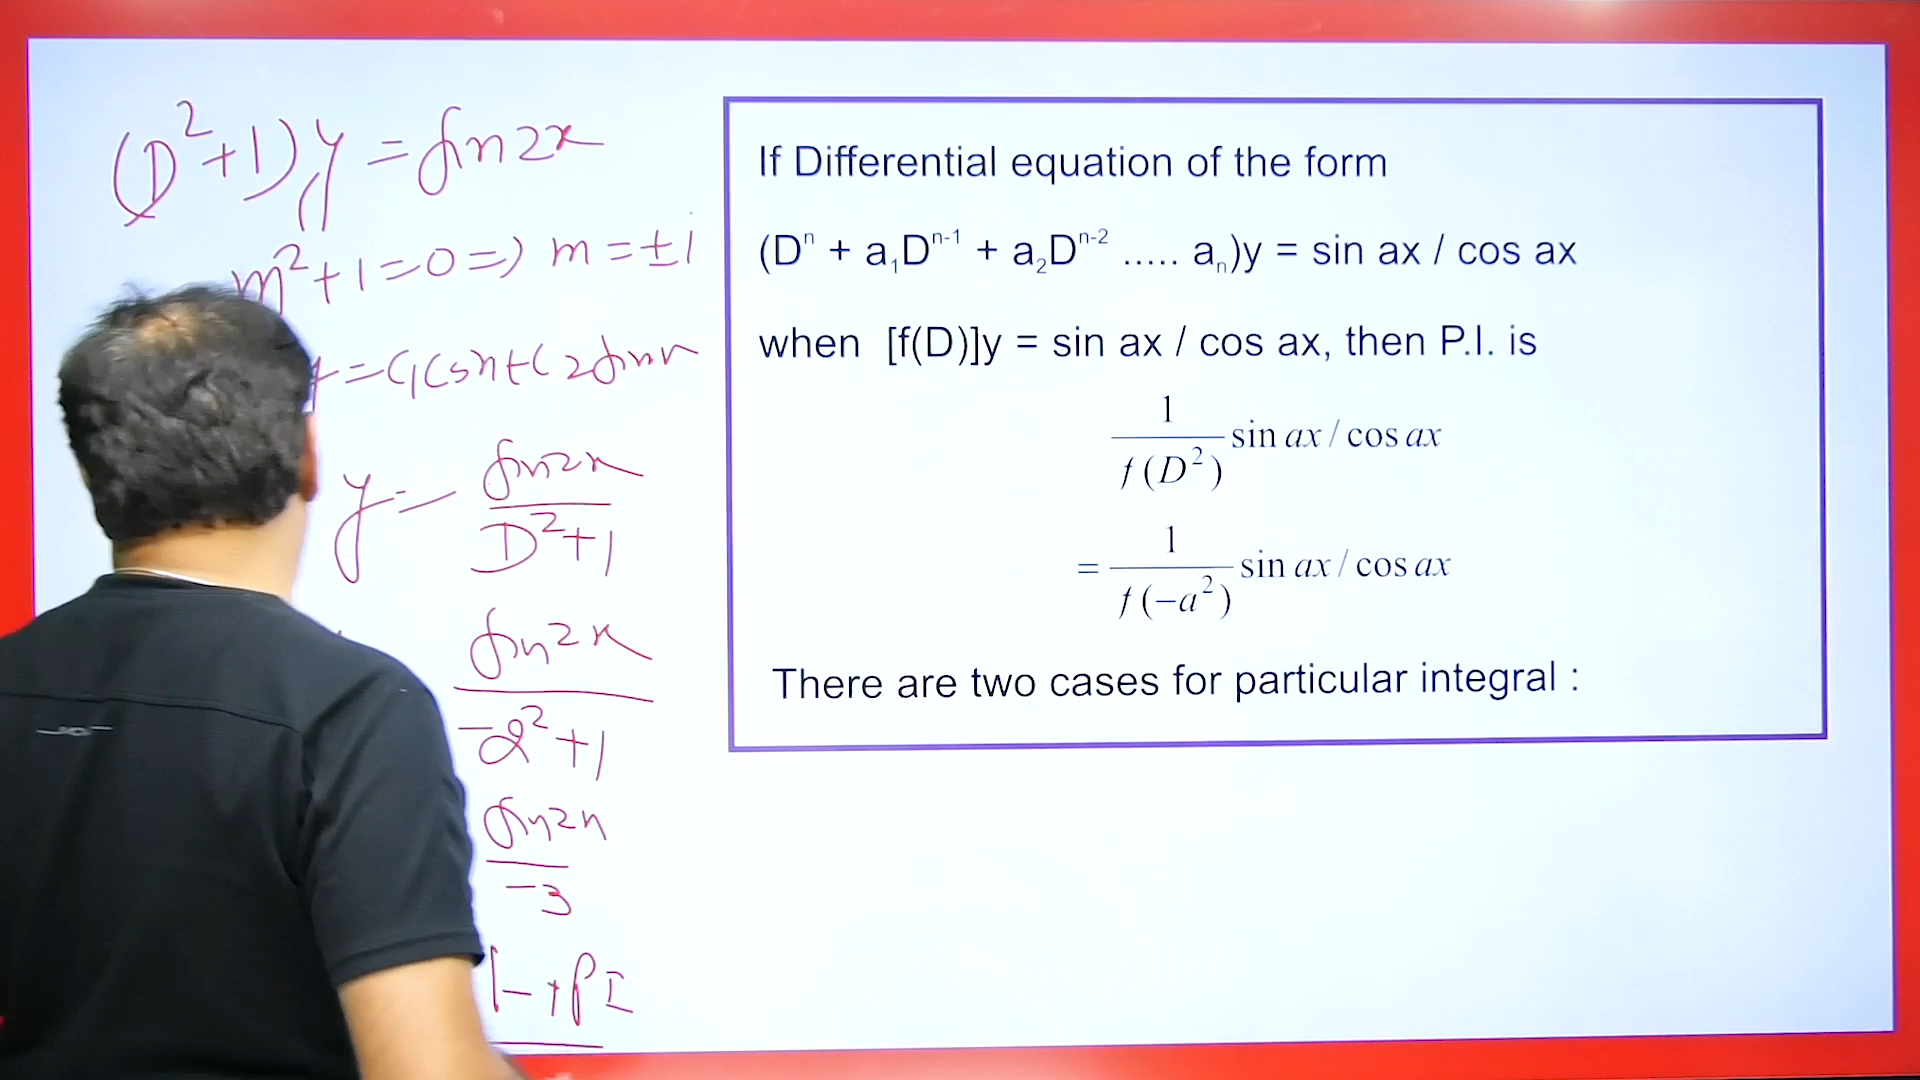 (D²+1)y = sin2x
m²+1=0 => m = ±i
y = C₁cosx+C₂sinx
y = sin2x / D²+1
sin2x / -2²+1
sin2x / -3
+PI
If Differential equation of the form
(Dⁿ + a₁Dⁿ⁻¹ + a₂Dⁿ⁻² ..... aₙ)y = sin ax / cos ax
when [f(D)]y = sin ax / cos ax, then P.I. is
1 / f(D²) sin ax / cos ax
= 1 / f(−a²) sin ax / cos ax
There are two cases for particular integral :